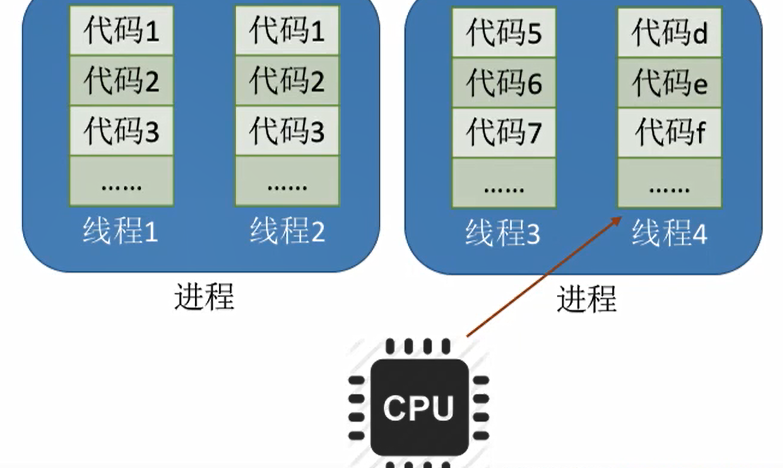 代码1
代码2
代码3
……
线程1
代码1
代码2
代码3
……
线程2
进程
代码5
代码6
代码7
……
线程3
代码d
代码e
代码f
……
线程4
进程
CPU